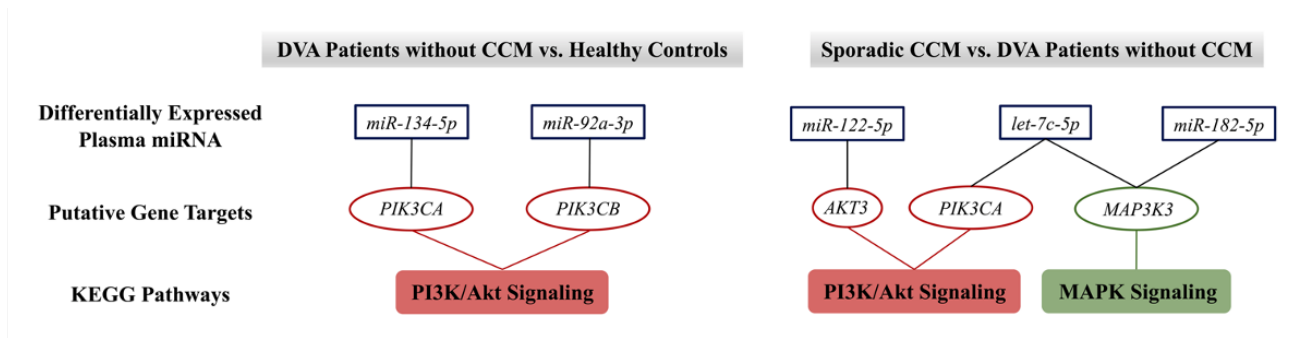 DVA Patients without CCM vs. Healthy Controls
Sporadic CCM vs. DVA Patients without CCM
Differentially Expressed
Plasma miRNA
miR-134-5p
miR-92a-3p
miR-122-5p
let-7c-5p
miR-182-5p
Putative Gene Targets
PIK3CA
PIK3CB
AKT3
PIK3CA
MAP3K3
KEGG Pathways
PI3K/Akt Signaling
PI3K/Akt Signaling
MAPK Signaling